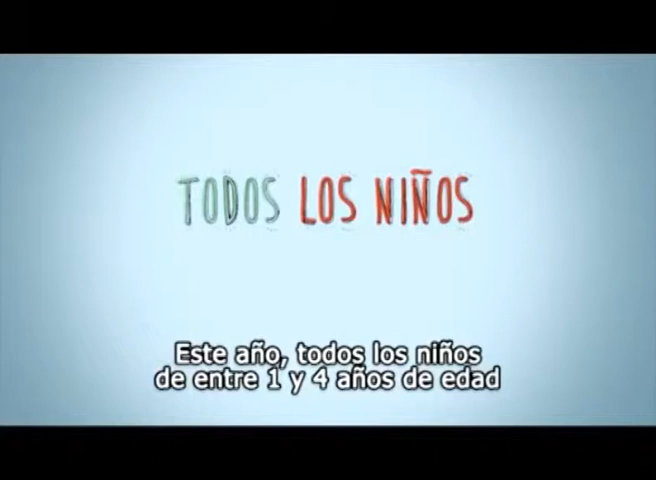 TODOS LOS NIÑOS
Este año, todos los niños
de entre 1 y 4 años de edad